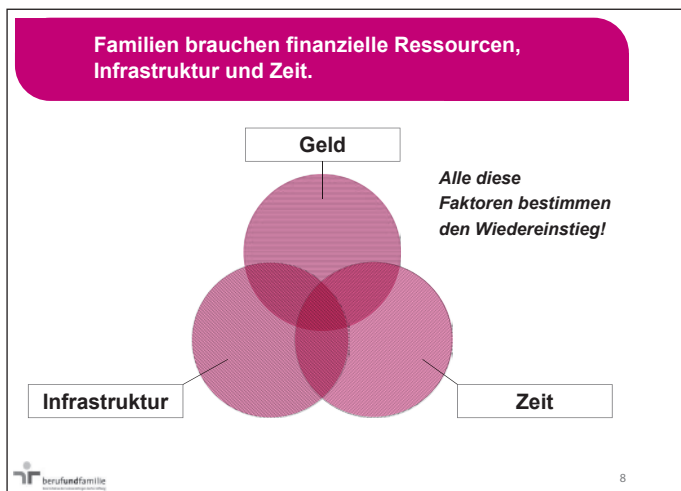 Familien brauchen finanzielle Ressourcen,
Infrastruktur und Zeit.
Geld
Alle diese
Faktoren bestimmen
den Wiedereinstieg!
Infrastruktur
Zeit
berufundfamilie
8